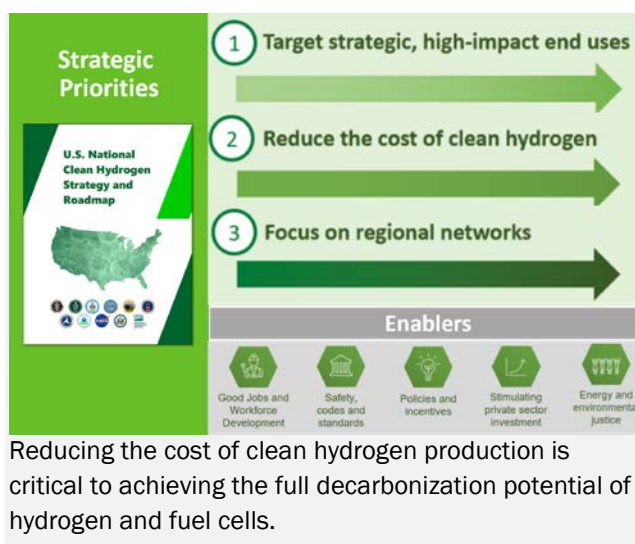 Strategic
Priorities
U.S. National
Clean Hydrogen
Strategy and
Roadmap
1 Target strategic, high-impact end uses
2 Reduce the cost of clean hydrogen
3 Focus on regional networks
Enablers
Good Jobs and
Workforce
Development
Safety,
codes and
standards
Policies and
incentives
Stimulating
private sector
investment
Energy and
environmental
justice
Reducing the cost of clean hydrogen production is
critical to achieving the full decarbonization potential of
hydrogen and fuel cells.